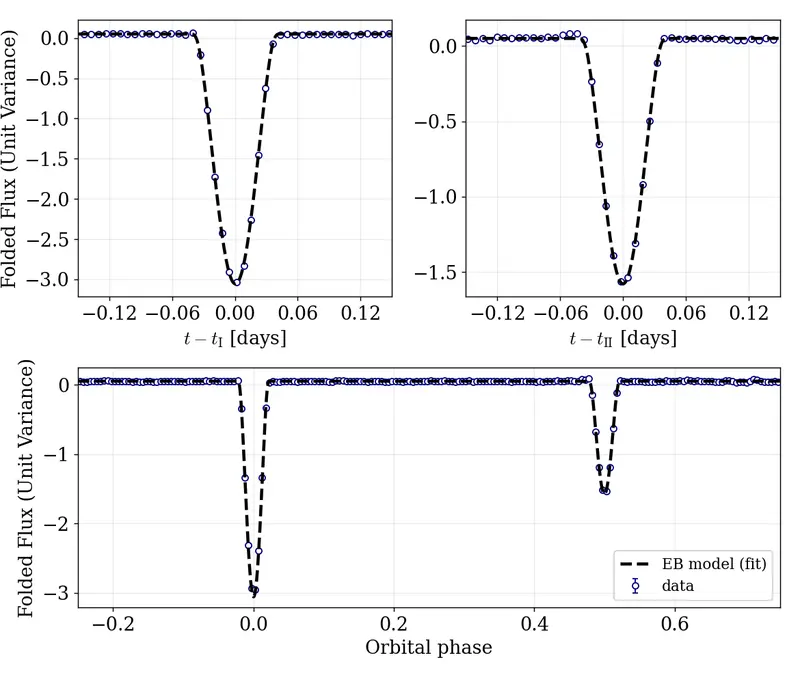 Folded Flux (Unit Variance)
0.0
−0.5
−1.0
−1.5
−2.0
−2.5
−3.0
−0.12 −0.06 0.00 0.06 0.12
t − tI [days]
0.0
−0.5
−1.0
−1.5
−0.12 −0.06 0.00 0.06 0.12
t − tII [days]
Folded Flux (Unit Variance)
0
−1
−2
−3
EB model (fit)
data
−0.2 0.0 0.2 0.4 0.6
Orbital phase